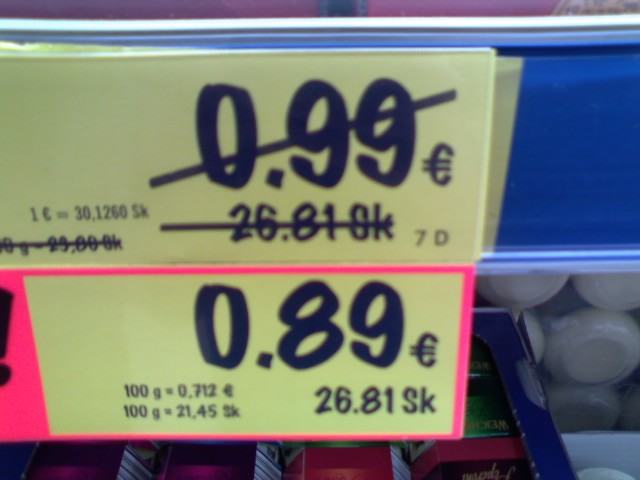 0.99 €
1 € = 30,1260 Sk
26.81 Sk
7 D
!
0.89 €
100 g = 0,712 €
100 g = 21,45 Sk
26.81 Sk